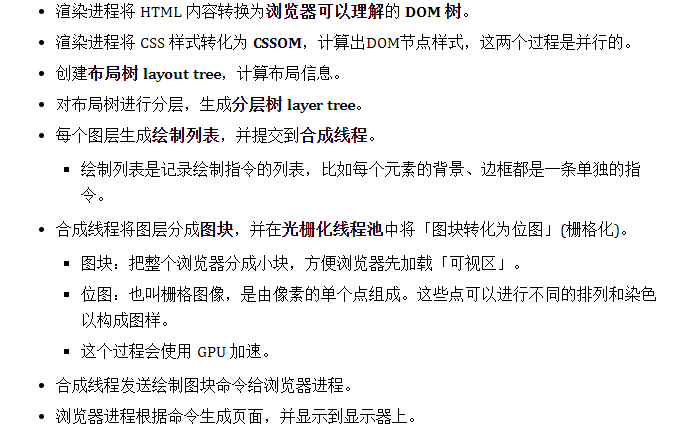 渲染进程将 HTML 内容转换为浏览器可以理解的 DOM 树。
渲染进程将 CSS 样式转化为 CSSOM，计算出DOM节点样式，这两个过程是并行的。
创建布局树 layout tree，计算布局信息。
对布局树进行分层，生成分层树 layer tree。
每个图层生成绘制列表，并提交到合成线程。
绘制列表是记录绘制指令的列表，比如每个元素的背景、边框都是一条单独的指
令。
合成线程将图层分成图块，并在光栅化线程池中将「图块转化为位图」(栅格化)。
图块：把整个浏览器分成小块，方便浏览器先加载「可视区」。
位图：也叫栅格图像，是由像素的单个点组成。这些点可以进行不同的排列和染色
以构成图样。
这个过程会使用 GPU 加速。
合成线程发送绘制图块命令给浏览器进程。
浏览器进程根据命令生成页面，并显示到显示器上。